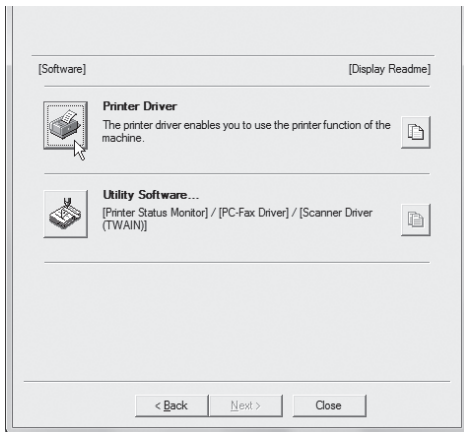 [Software] [Display Readme]
Printer Driver
The printer driver enables you to use the printer function of the
machine.
Utility Software...
[Printer Status Monitor] / [PC-Fax Driver] / [Scanner Driver
(TWAIN)]
< Back Next > Close